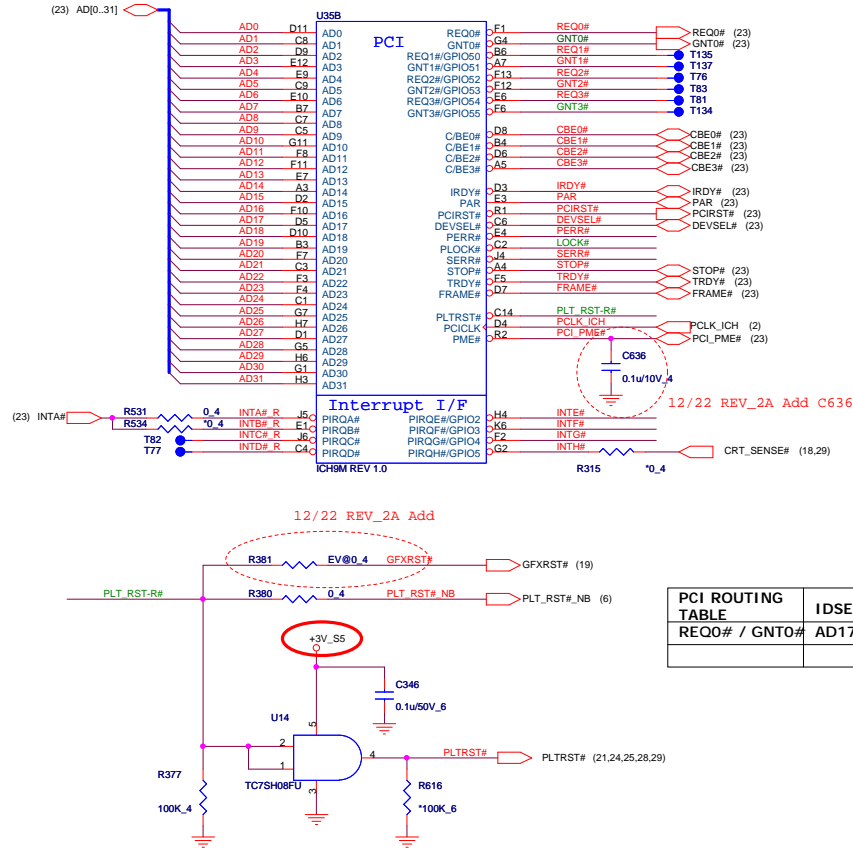 (23) AD[0..31]
U35B
PCI
AD0 D11 AD0
AD1 C8 AD1
AD2 D9 AD2
AD3 E12 AD3
AD4 E9 AD4
AD5 C9 AD5
AD6 E10 AD6
AD7 B7 AD7
AD8 C7 AD8
AD9 C5 AD9
AD10 G11 AD10
AD11 F8 AD11
AD12 F11 AD12
AD13 E7 AD13
AD14 A3 AD14
AD15 D2 AD15
AD16 F10 AD16
AD17 D5 AD17
AD18 D10 AD18
AD19 B3 AD19
AD20 F7 AD20
AD21 C3 AD21
AD22 F3 AD22
AD23 F4 AD23
AD24 C1 AD24
AD25 G7 AD25
AD26 H7 AD26
AD27 D1 AD27
AD28 G5 AD28
AD29 H6 AD29
AD30 G1 AD30
AD31 H3 AD31
REQ0# F1 REQ0# REQ0# (23)
GNT0# G4 GNT0# GNT0# (23)
REQ1#/GPIO50 B6 REQ1# T135
GNT1#/GPIO51 A7 GNT1# T137
REQ2#/GPIO52 F13 REQ2# T76
GNT2#/GPIO53 F12 GNT2# T83
REQ3#/GPIO54 E6 REQ3# T81
GNT3#/GPIO55 F6 GNT3# T134
C/BE0# D8 CBE0# CBE0# (23)
C/BE1# B4 CBE1# CBE1# (23)
C/BE2# D6 CBE2# CBE2# (23)
C/BE3# A5 CBE3# CBE3# (23)
IRDY# D3 IRDY# IRDY# (23)
PAR E3 PAR PAR (23)
PCIRST# R1 PCIRST# PCIRST# (23)
DEVSEL# C6 DEVSEL# DEVSEL# (23)
PERR# E4 PERR#
PLOCK# C2 LOCK#
SERR# J4 SERR#
STOP# A4 STOP# STOP# (23)
TRDY# F5 TRDY# TRDY# (23)
FRAME# D7 FRAME# FRAME# (23)
PLTRST# C14 PLT_RST-R#
PCICLK D4 PCLK_ICH PCLK_ICH (2)
PME# R2 PCI_PME# PCI_PME# (23)
C636
0.1u/10V_4
12/22 REV_2A Add C636
Interrupt I/F
(23) INTA# R531 0_4 INTA#_R J5 PIRQA#
R534 *0_4 INTB#_R E1 PIRQB#
T82 INTC#_R J6 PIRQC#
T77 INTD#_R C4 PIRQD#
PIRQE#/GPIO2 H4 INTE#
PIRQF#/GPIO3 K6 INTF#
PIRQG#/GPIO4 F2 INTG#
PIRQH#/GPIO5 G2 INTH# CRT_SENSE# (18,29)
R315 *0_4
ICH9M REV 1.0
12/22 REV_2A Add
R381 EV@0_4 GFXRST# GFXRST# (19)
PLT_RST-R# R380 0_4 PLT_RST#_NB PLT_RST#_NB (6)
PCI ROUTING TABLE IDSE
REQ0# / GNT0# AD17
+3V_S5
C346
0.1u/50V_6
U14
5
2
1
4
3
TC7SH08FU
PLTRST# PLTRST# (21,24,25,28,29)
R377
100K_4
R616
*100K_6